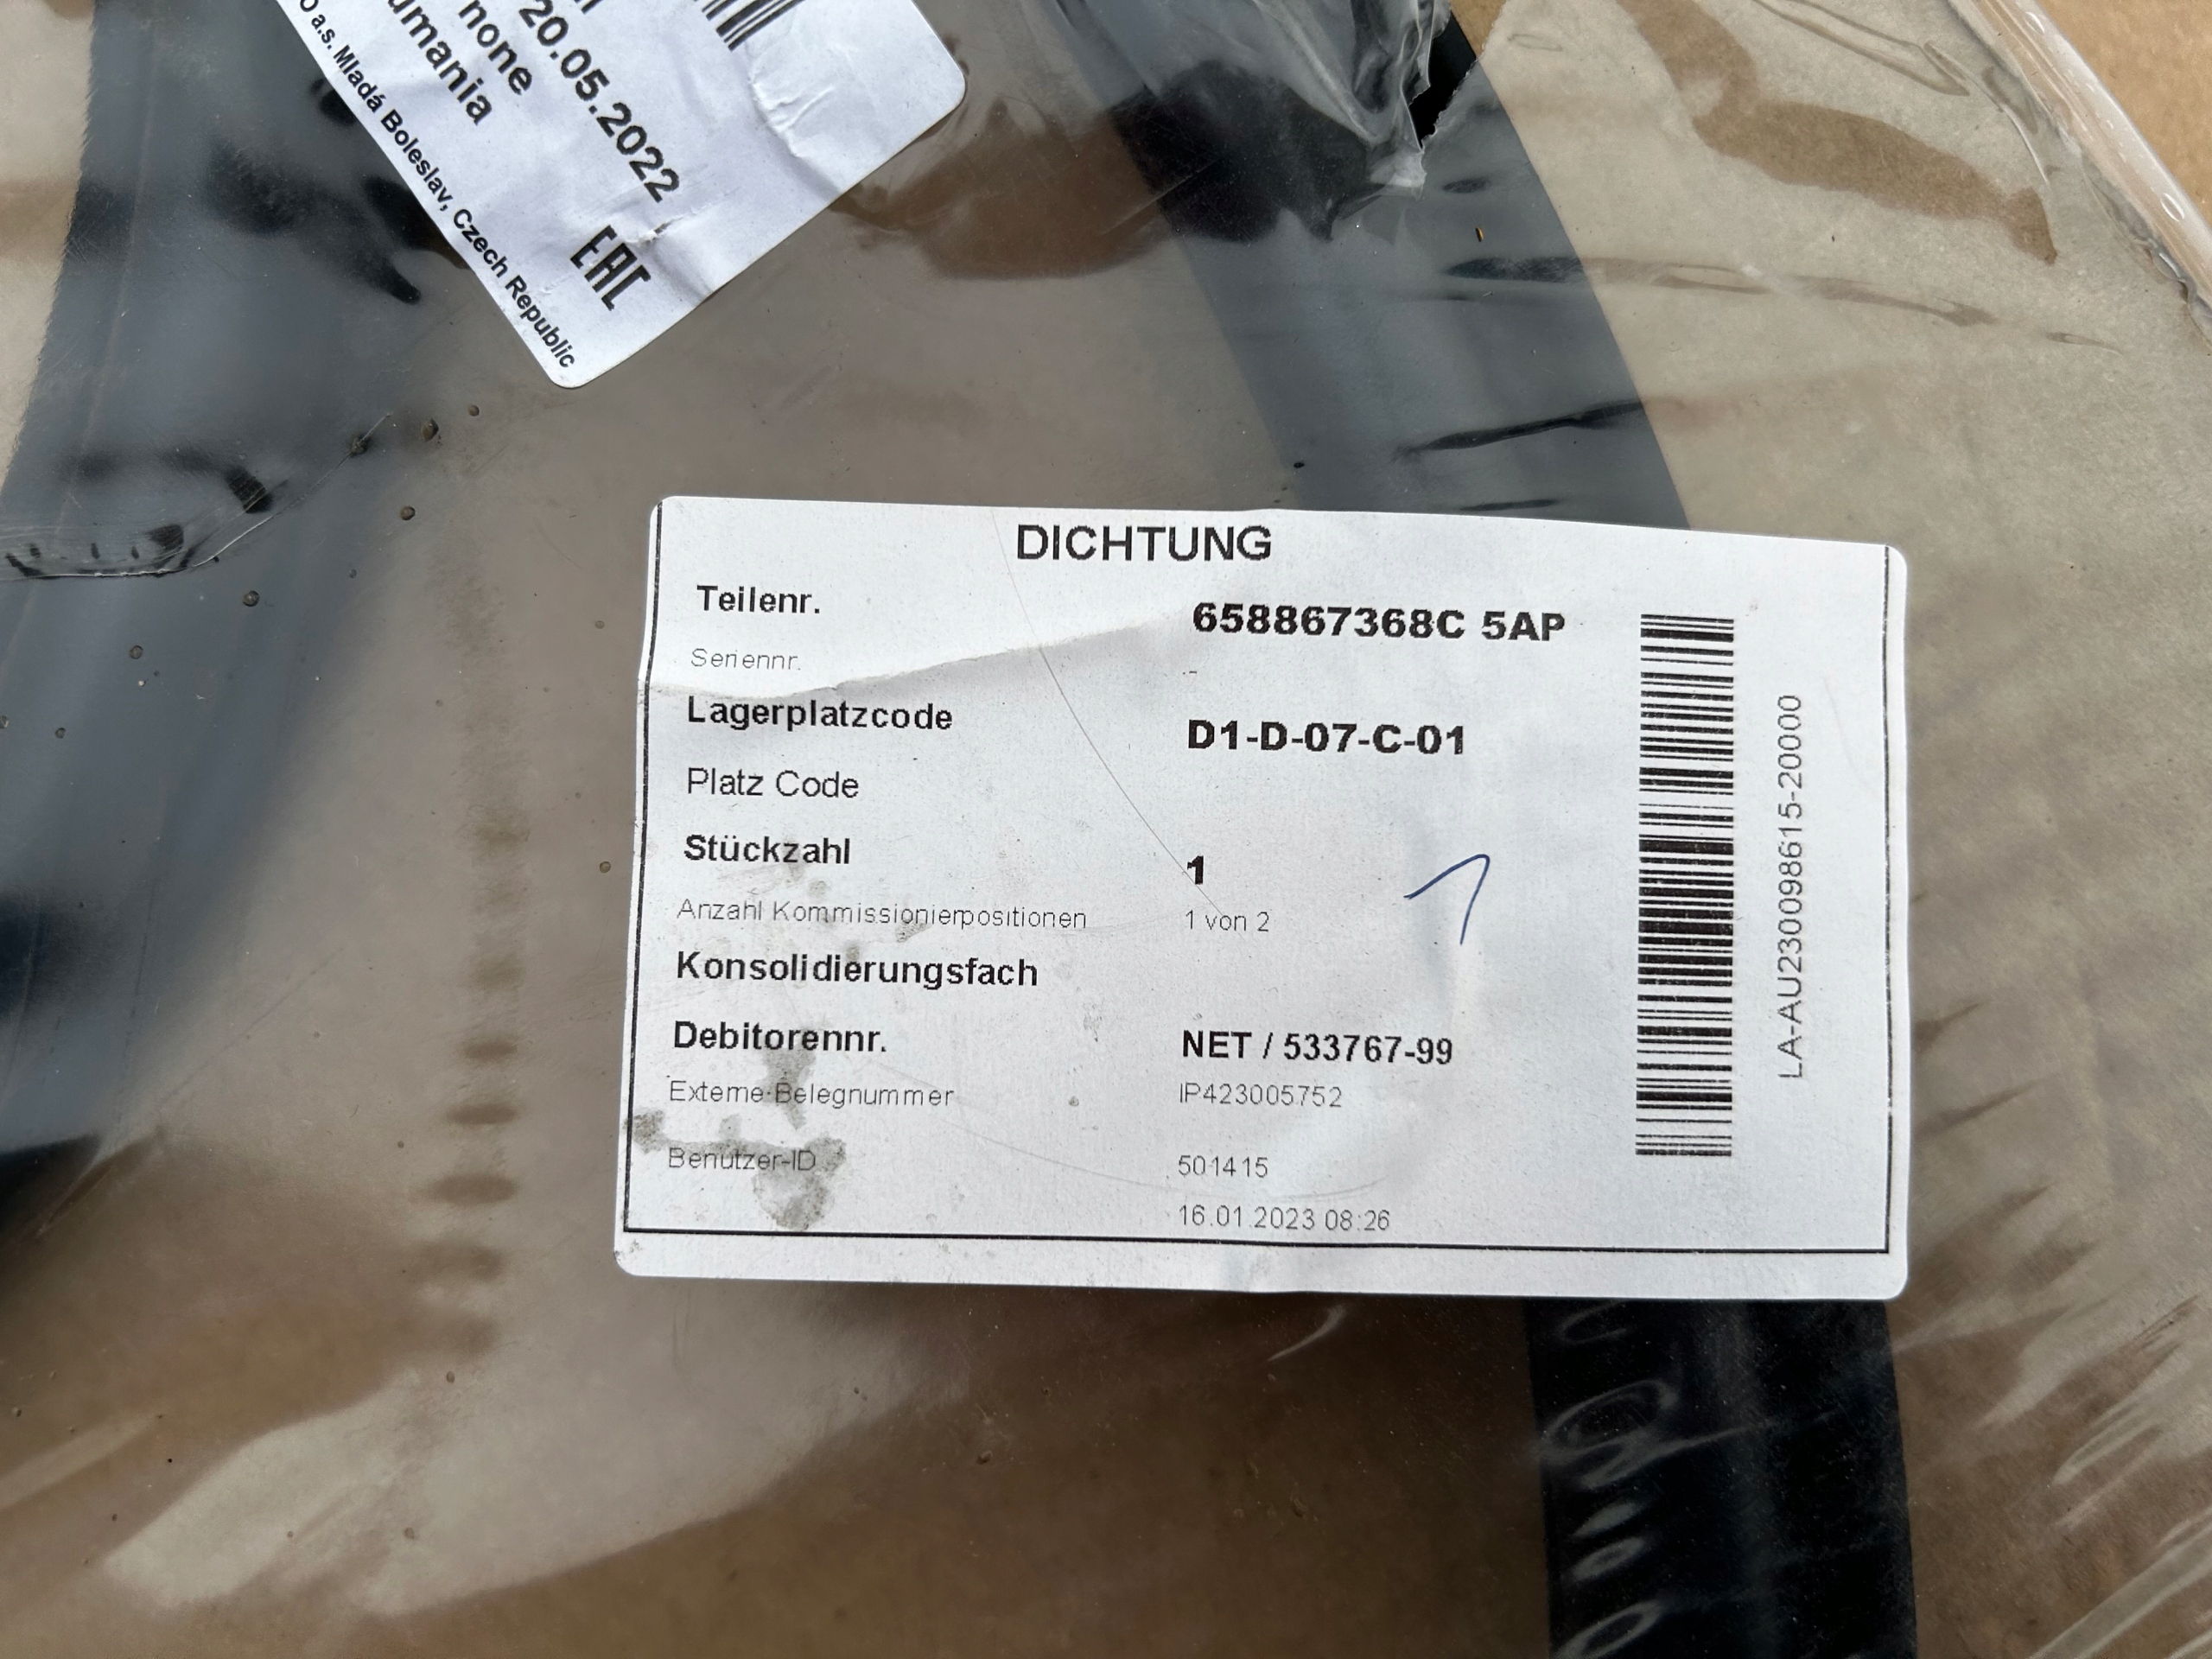 20.05.2022
none
EAC
a.s. Mladá Boleslav, Czech Republic
DICHTUNG
Teilenr. 658867368C 5AP
Seriennr. -
Lagerplatzcode D1-D-07-C-01
Platz Code
Stückzahl 1
1
Anzahl Kommissionierpositionen 1 von 2
Konsolidierungsfach
Debitorennr. NET / 533767-99
Externe Belegnummer IP423005752
Benutzer-ID 501415
16.01.2023 08:26
LA-AU230098615-20000